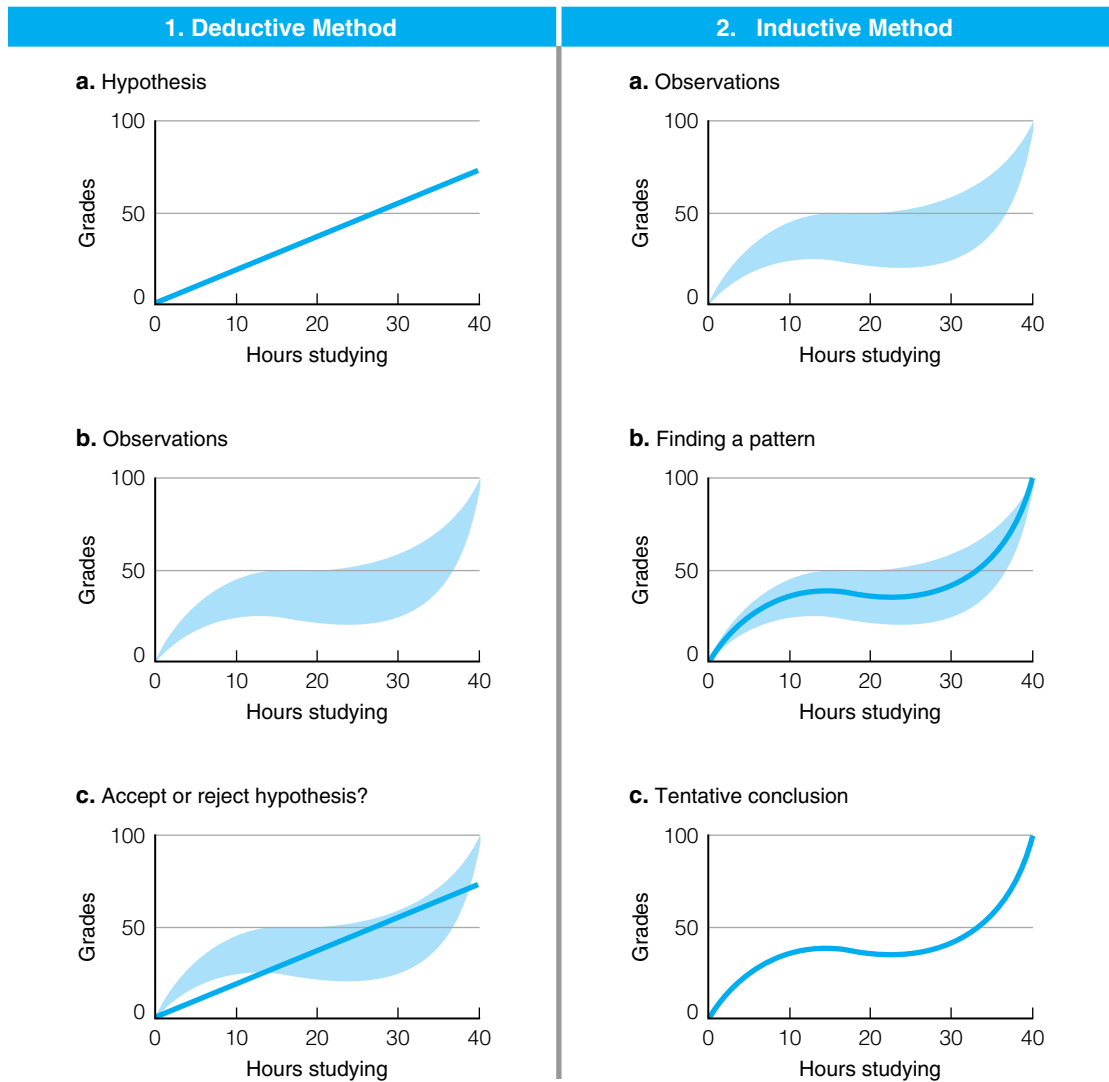 1. Deductive Method
a. Hypothesis
100
50
0
Grades
0 10 20 30 40
Hours studying
b. Observations
100
50
0
Grades
0 10 20 30 40
Hours studying
c. Accept or reject hypothesis?
100
50
0
Grades
0 10 20 30 40
Hours studying
2. Inductive Method
a. Observations
100
50
0
Grades
0 10 20 30 40
Hours studying
b. Finding a pattern
100
50
0
Grades
0 10 20 30 40
Hours studying
c. Tentative conclusion
100
50
0
Grades
0 10 20 30 40
Hours studying